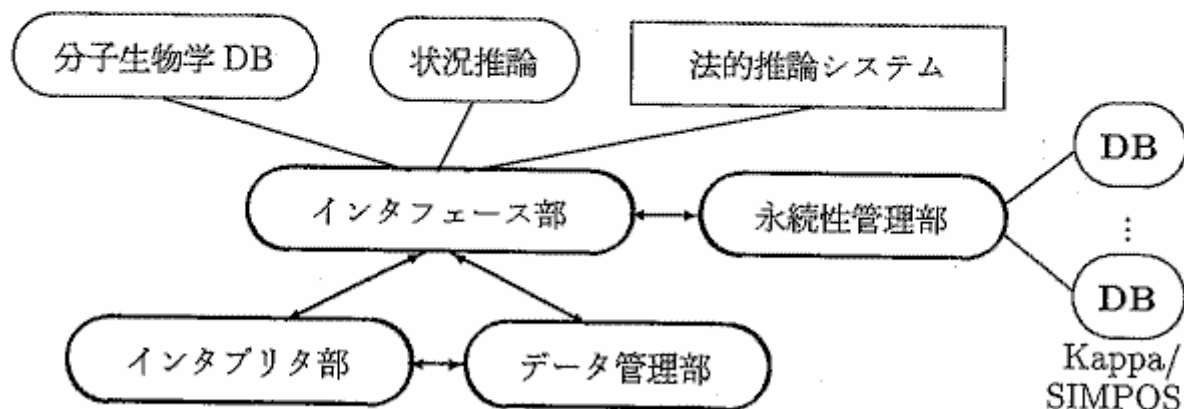 分子生物学 DB
状況推論
法的推論システム
DB
インタフェース部
永続性管理部
⋮
DB
インタプリタ部
データ管理部
Kappa/
SIMPOS